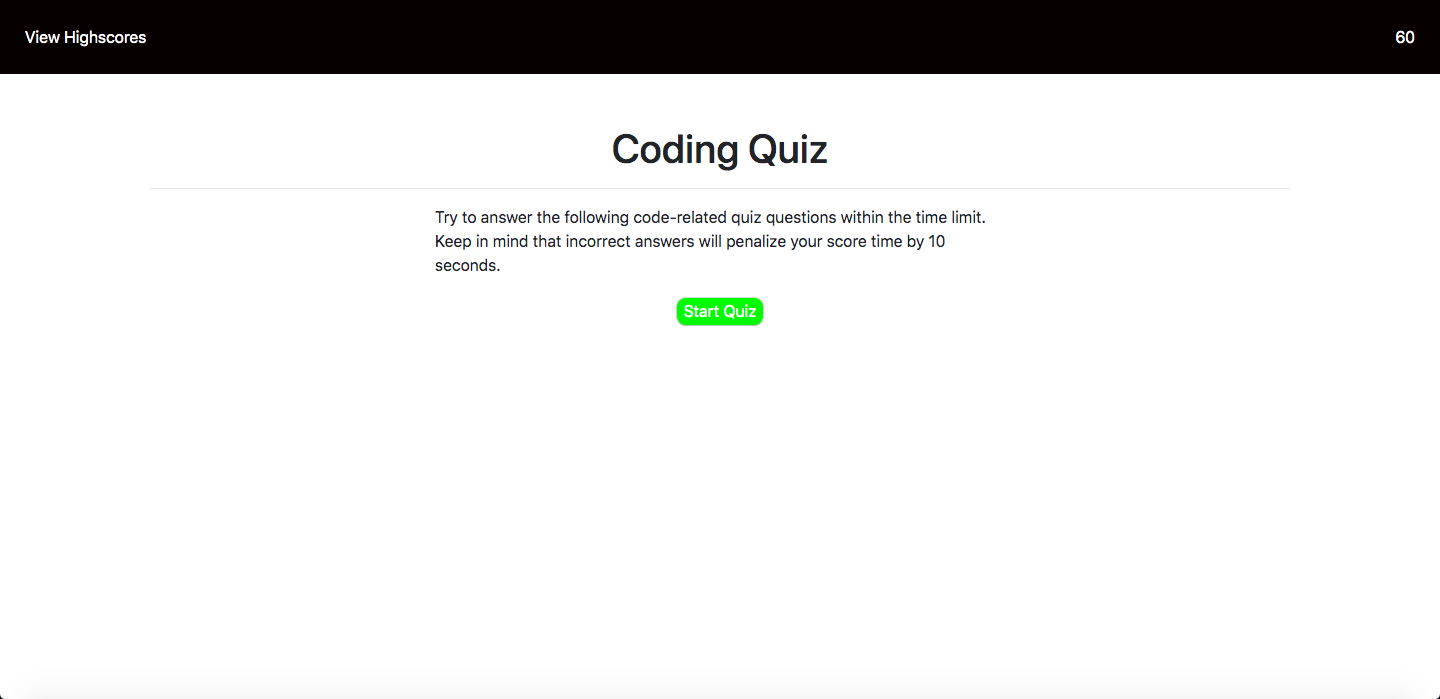 View Highscores
60
Coding Quiz
Try to answer the following code-related quiz questions within the time limit.
Keep in mind that incorrect answers will penalize your score time by 10
seconds.
Start Quiz